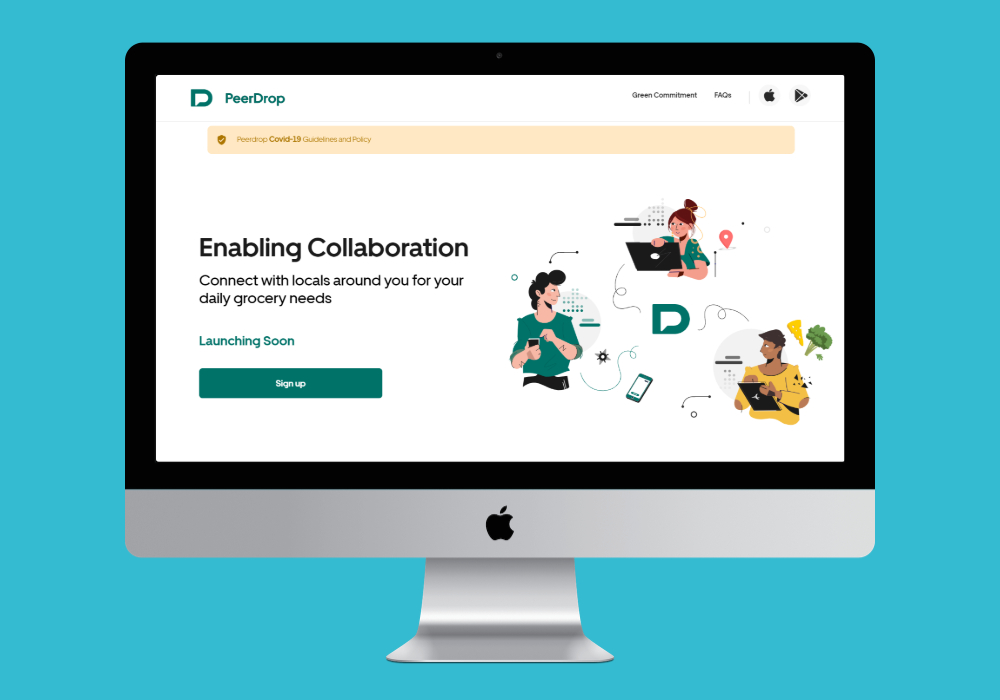 PeerDrop
Green Commitment
FAQs
Peerdrop Covid-19 Guidelines and Policy
Enabling Collaboration
Connect with locals around you for your
daily grocery needs
Launching Soon
Sign up